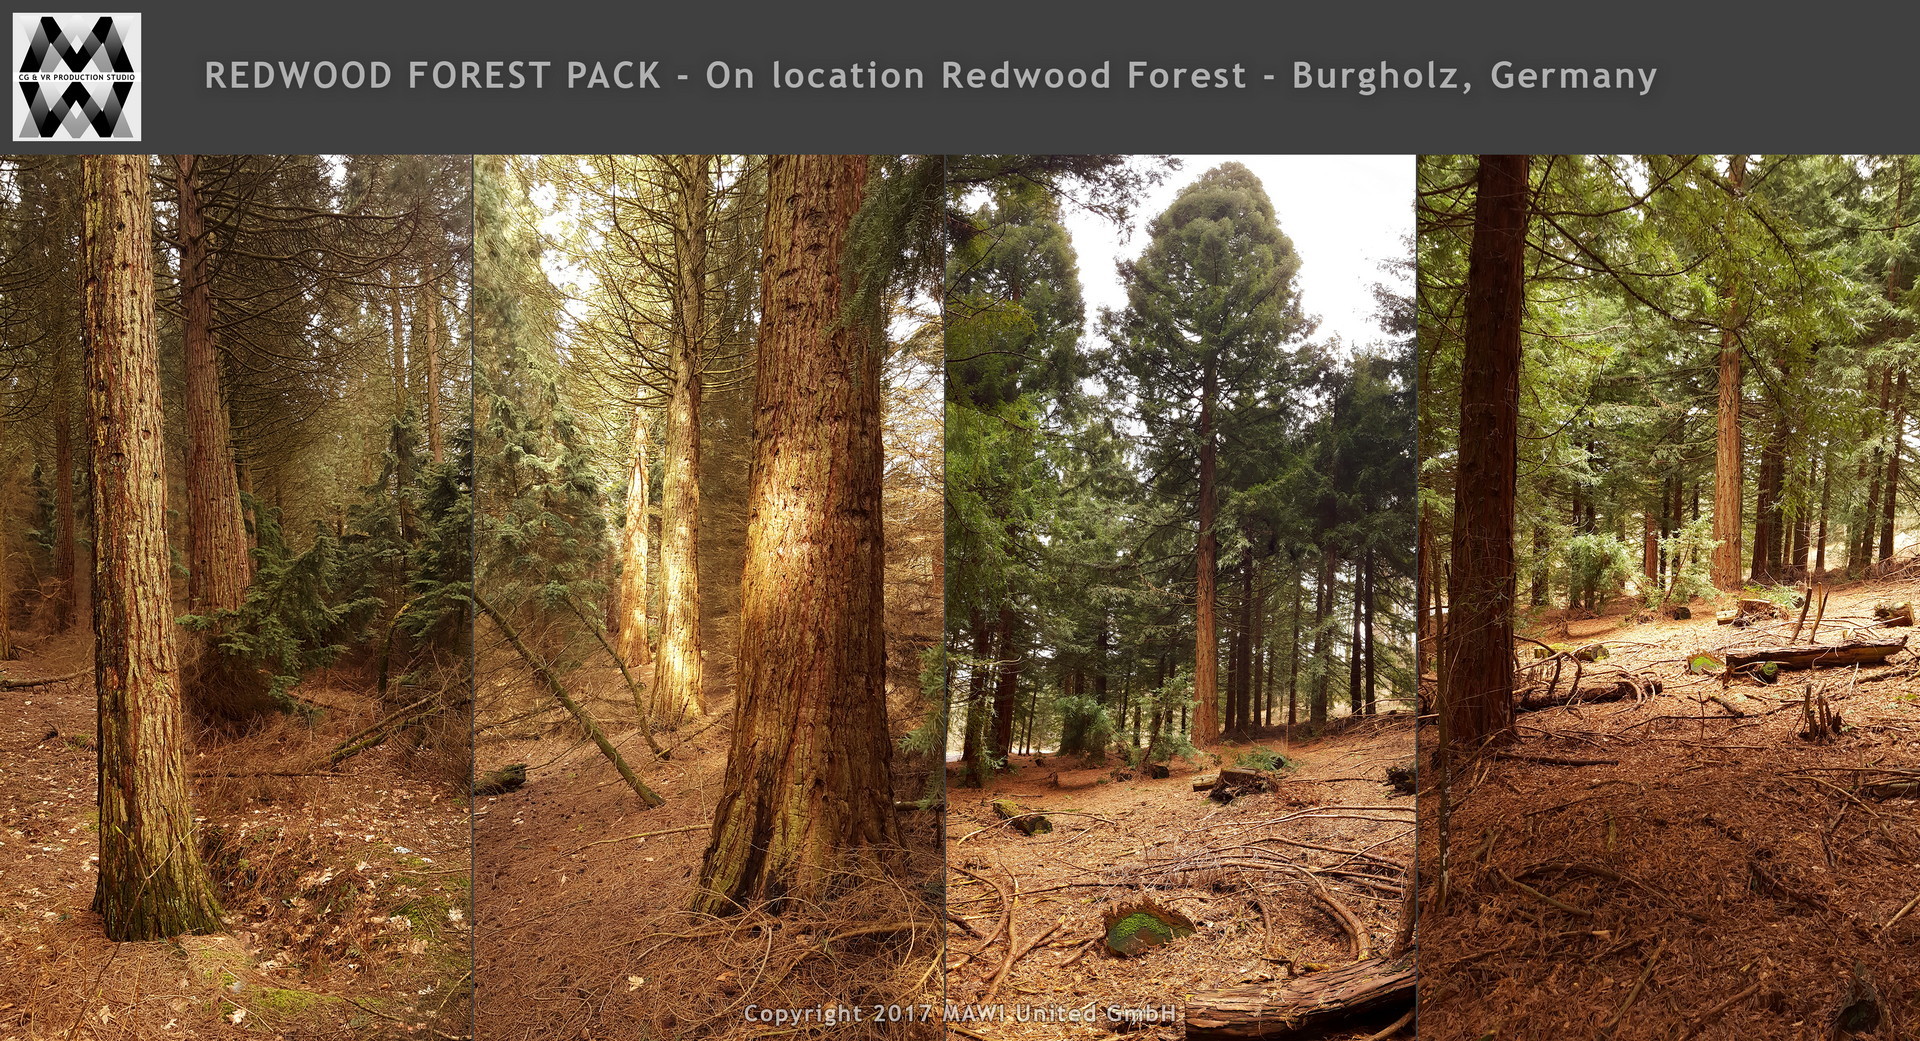 CG & VR PRODUCTION STUDIO
REDWOOD FOREST PACK - On location Redwood Forest - Burgholz, Germany
Copyright 2017 MAWI United GmbH